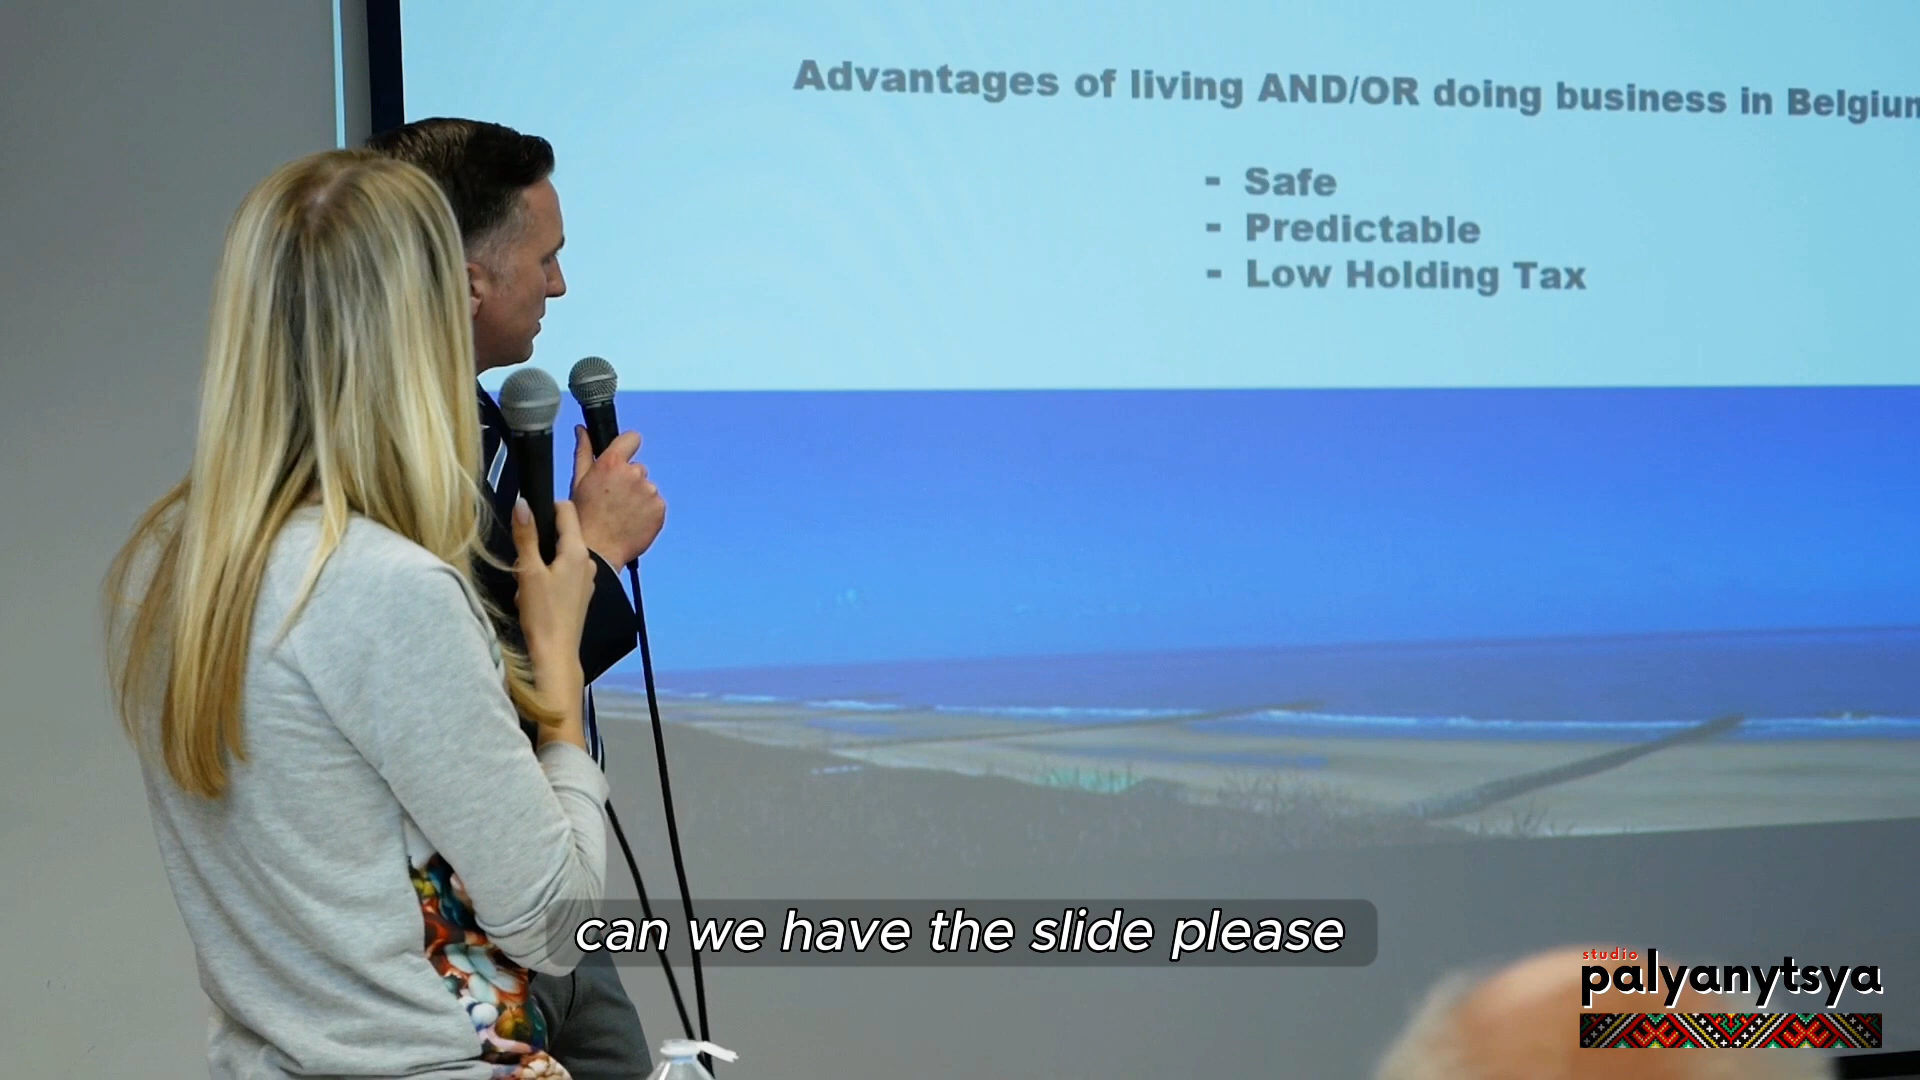 Advantages of living AND/OR doing business in Belgium
- Safe
- Predictable
- Low Holding Tax
can we have the slide please
studio
palyanytsya